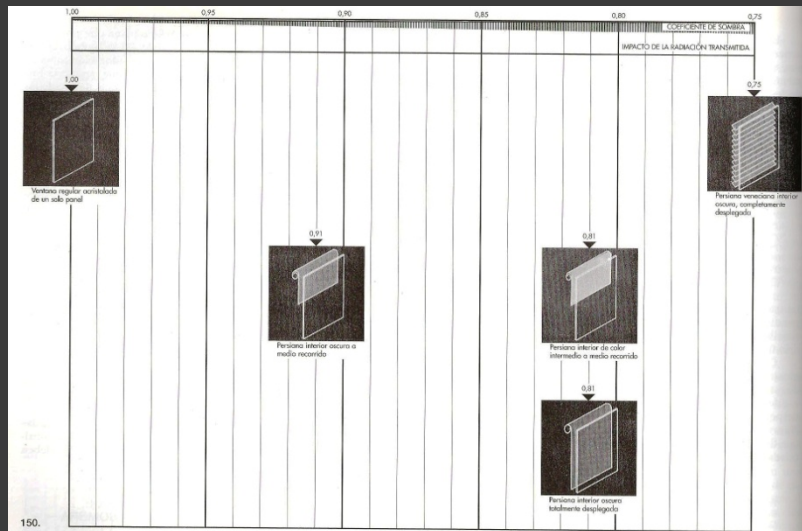 1,00 0,95 0,90 0,85 0,80 0,75
COEFICIENTE DE SOMBRA
IMPACTO DE LA RADIACIÓN TRANSMITIDA
1,00
0,75
Ventana regular acristalada
de un solo panel
Persiana veneciana interior
oscura, completamente
desplegada
0,91
0,81
Persiana interior oscura a
medio recorrido
Persiana interior de color
intermedio a medio recorrido
0,81
Persiana interior oscura
totalmente desplegada
150.